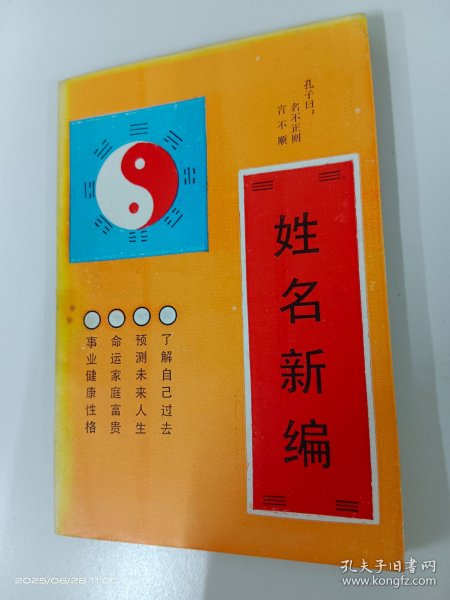 孔子曰：
名不正则
言不顺
姓名新编
了解自己过去
预测未来人生
命运家庭富贵
事业健康性格
2025/06/28 11:00
孔夫子旧书网
www.kongfz.com